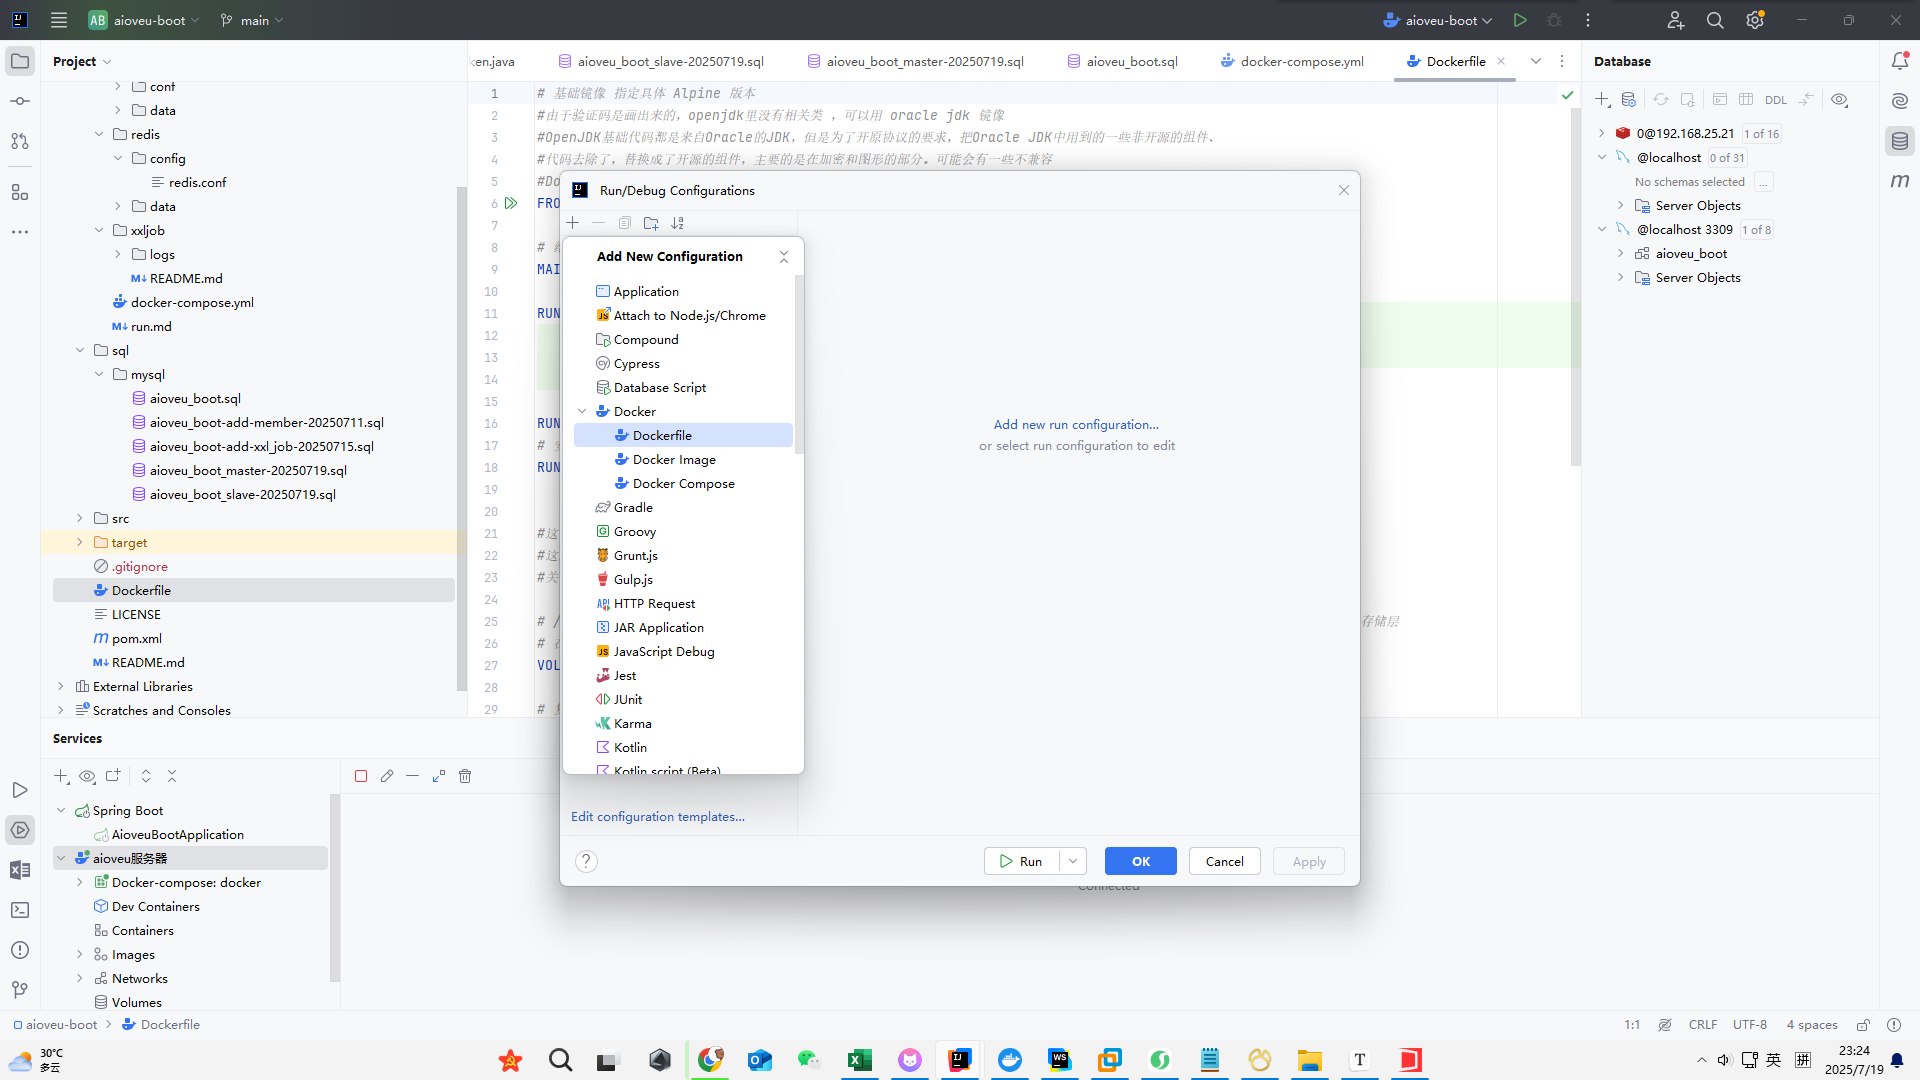 AB aioveu-boot main aioveu-boot
Project
en.java aioveu_boot_slave-20250719.sql aioveu_boot_master-20250719.sql aioveu_boot.sql docker-compose.yml Dockerfile
Database
conf
data
redis
config
redis.conf
data
xxljob
logs
README.md
docker-compose.yml
run.md
sql
mysql
aioveu_boot.sql
aioveu_boot-add-member-20250711.sql
aioveu_boot-add-xxl_job-20250715.sql
aioveu_boot_master-20250719.sql
aioveu_boot_slave-20250719.sql
src
target
.gitignore
Dockerfile
LICENSE
pom.xml
README.md
External Libraries
Scratches and Consoles
1 # 基础镜像 指定具体 Alpine 版本
2 #由于验证码是画出来的，openjdk里没有相关类 ，可以用 oracle jdk 镜像
3 #OpenJDK基础代码都是来自Oracle的JDK，但是为了开原协议的要求，把Oracle JDK中用到的一些非开源的组件、
4 #代码去除了，替换成了开源的组件，主要的是在加密和图形的部分。可能会有一些不兼容
5 #Do
6 FRO
7
8 #
9 MAI
10
11 RUN
12
13
14
15
16 RUN
17 #
18 RUN
19
20
21 #这
22 #这
23 #关
24
25 # / 存储层
26 #
27 VOL
28
29 #
Run/Debug Configurations
Add New Configuration
Application
Attach to Node.js/Chrome
Compound
Cypress
Database Script
Docker
Dockerfile
Docker Image
Docker Compose
Gradle
Groovy
Grunt.js
Gulp.js
HTTP Request
JAR Application
JavaScript Debug
Jest
JUnit
Karma
Kotlin
Kotlin script (Beta)
Add new run configuration...
or select run configuration to edit
Edit configuration templates...
? Run OK Cancel Apply
Connected
DDL
0@192.168.25.21 1 of 16
@localhost 0 of 31
No schemas selected ...
Server Objects
@localhost 3309 1 of 8
aioveu_boot
Server Objects
Services
Spring Boot
AioveuBootApplication
aioveu服务器
Docker-compose: docker
Dev Containers
Containers
Images
Networks
Volumes
aioveu-boot Dockerfile
1:1 CRLF UTF-8 4 spaces
30°C
多云
英 拼
23:24
2025/7/19